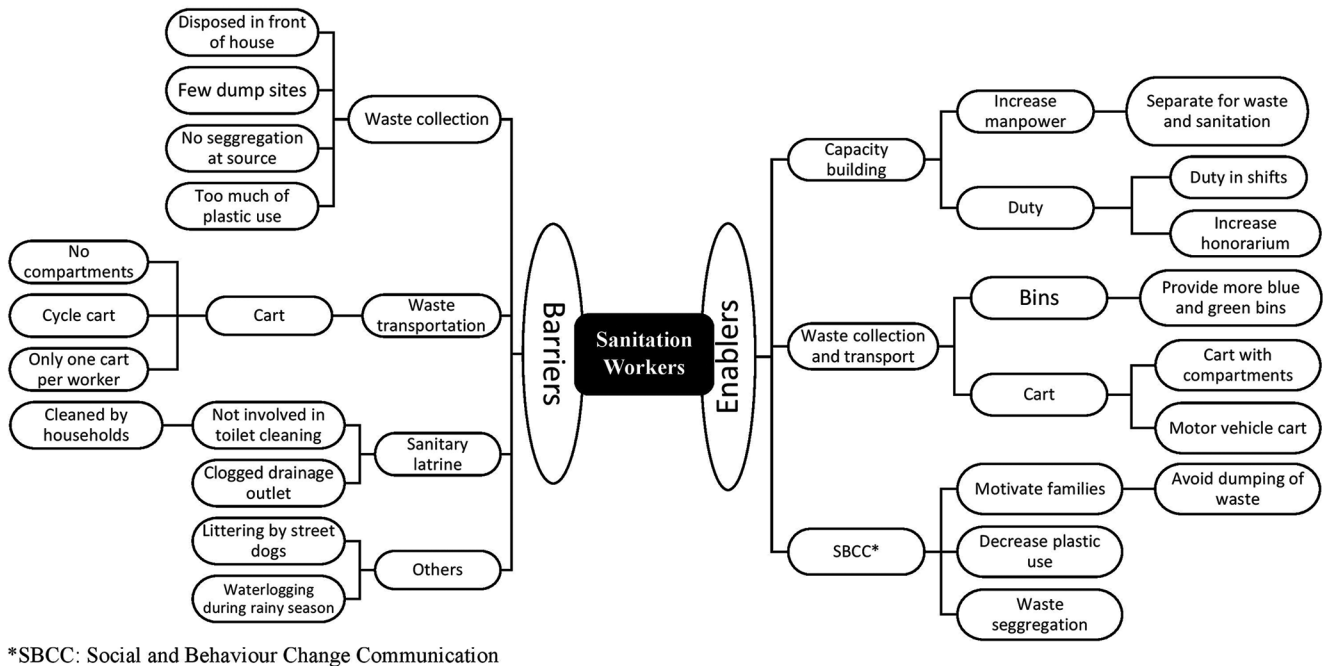 Disposed in front
of house
Few dump sites
No seggregation
at source
Too much of
plastic use
Waste collection
No
compartments
Cycle cart
Only one cart
per worker
Cart
Waste
transportation
Cleaned by
households
Not involved in
toilet cleaning
Clogged drainage
outlet
Sanitary
latrine
Littering by street
dogs
Waterlogging
during rainy season
Others
Barriers
Sanitation
Workers
Enablers
Capacity
building
Increase
manpower
Separate for waste
and sanitation
Duty
Duty in shifts
Increase
honorarium
Waste collection
and transport
Bins
Provide more blue
and green bins
Cart
Cart with
compartments
Motor vehicle cart
SBCC*
Motivate families
Avoid dumping of
waste
Decrease plastic
use
Waste
seggregation
*SBCC: Social and Behaviour Change Communication